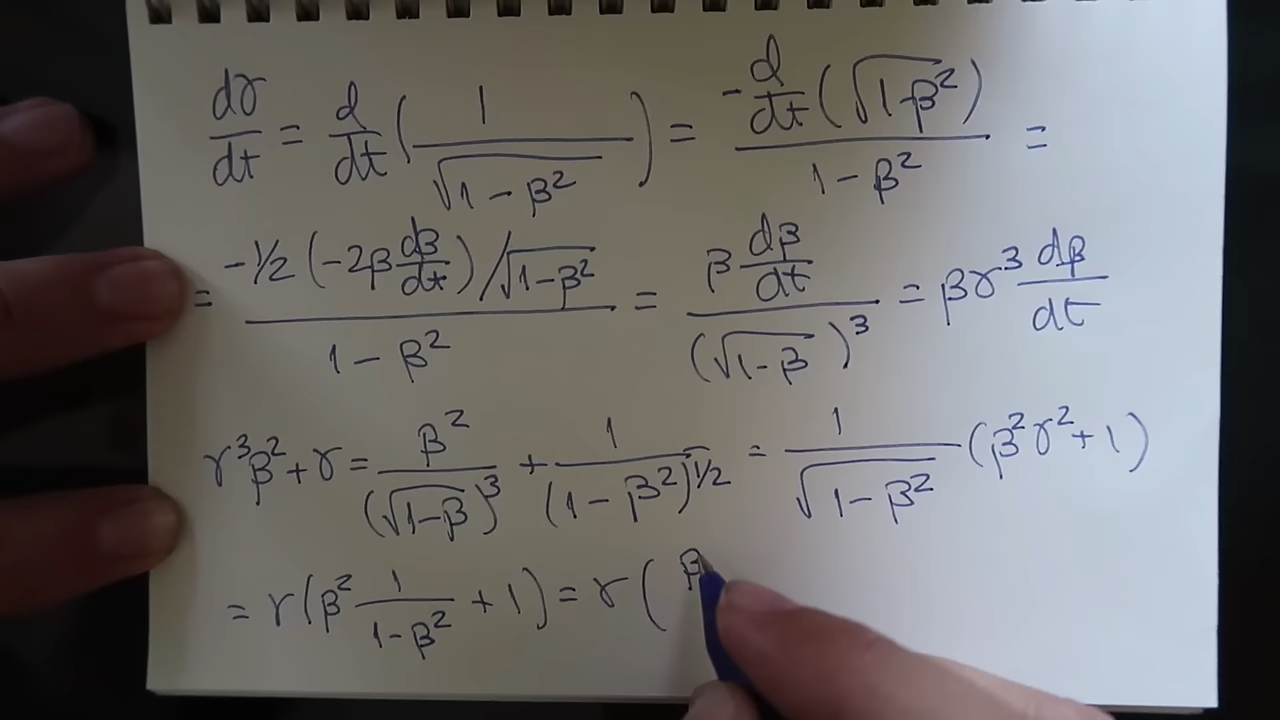 dγ/dt = d/dt ( 1/√(1-β²) ) = -d/dt (√(1-β²)) / (1-β²) =
= -1/2 (-2β dβ/dt) / √(1-β²) / (1-β²) = β dβ/dt / (√(1-β))³ = βγ³ dβ/dt
γ³β² + γ = β²/(√(1-β))³ + 1/(1-β²)^1/2 = 1/√(1-β²) (β²γ² + 1)
= γ(β² 1/(1-β²) + 1) = γ( β